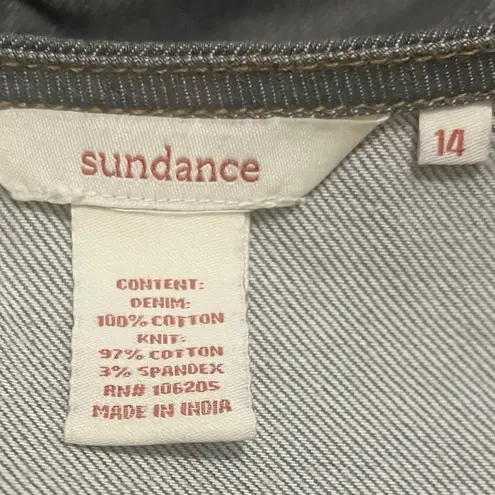 sundance
14
CONTENT:
DENIM:
100% COTTON
KNIT:
97% COTTON
3% SPANDEX
RN# 106205
MADE IN INDIA